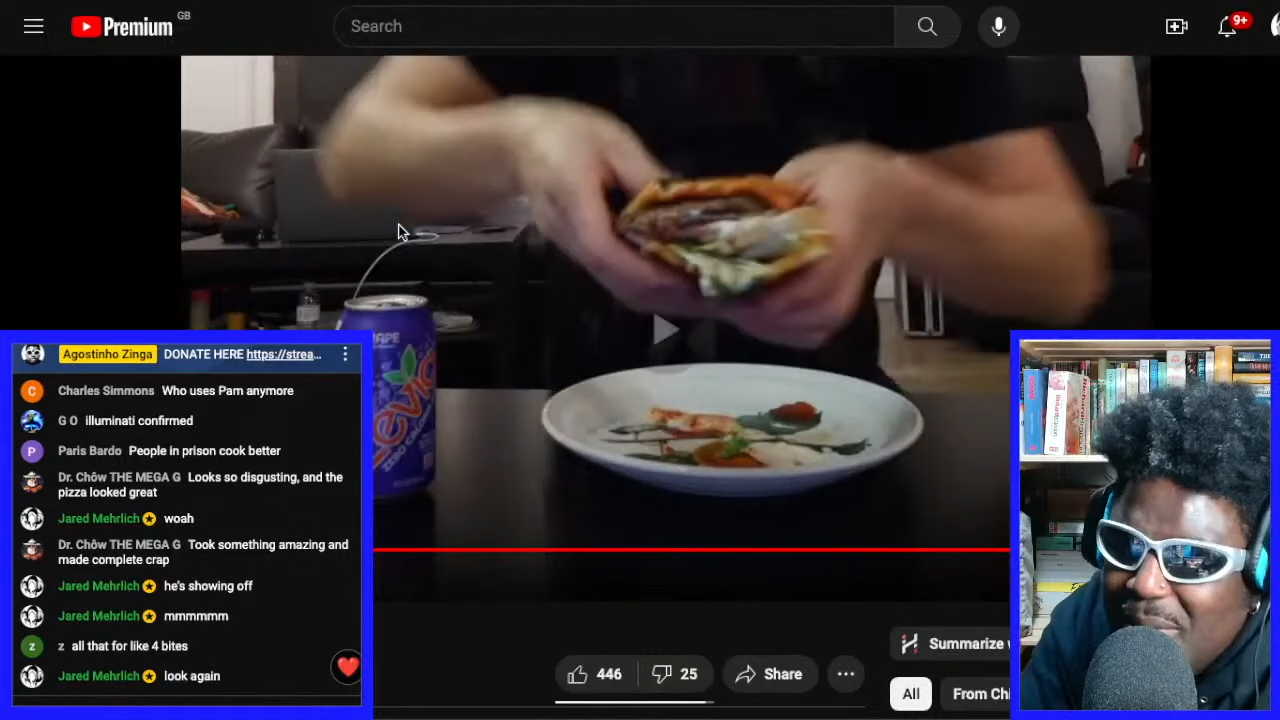 Premium GB
Search
9+
APE
Zevia
ZERO CALOR
Agostinho Zinga DONATE HERE https://strea...
Charles Simmons Who uses Pam anymore
G O illuminati confirmed
Paris Bardo People in prison cook better
Dr. Chôw THE MEGA G Looks so disgusting, and the
pizza looked great
Jared Mehrlich woah
Dr. Chôw THE MEGA G Took something amazing and
made complete crap
Jared Mehrlich he's showing off
Jared Mehrlich mmmmmm
z all that for like 4 bites
Jared Mehrlich look again
446 25 Share
Summarize
All From Chi